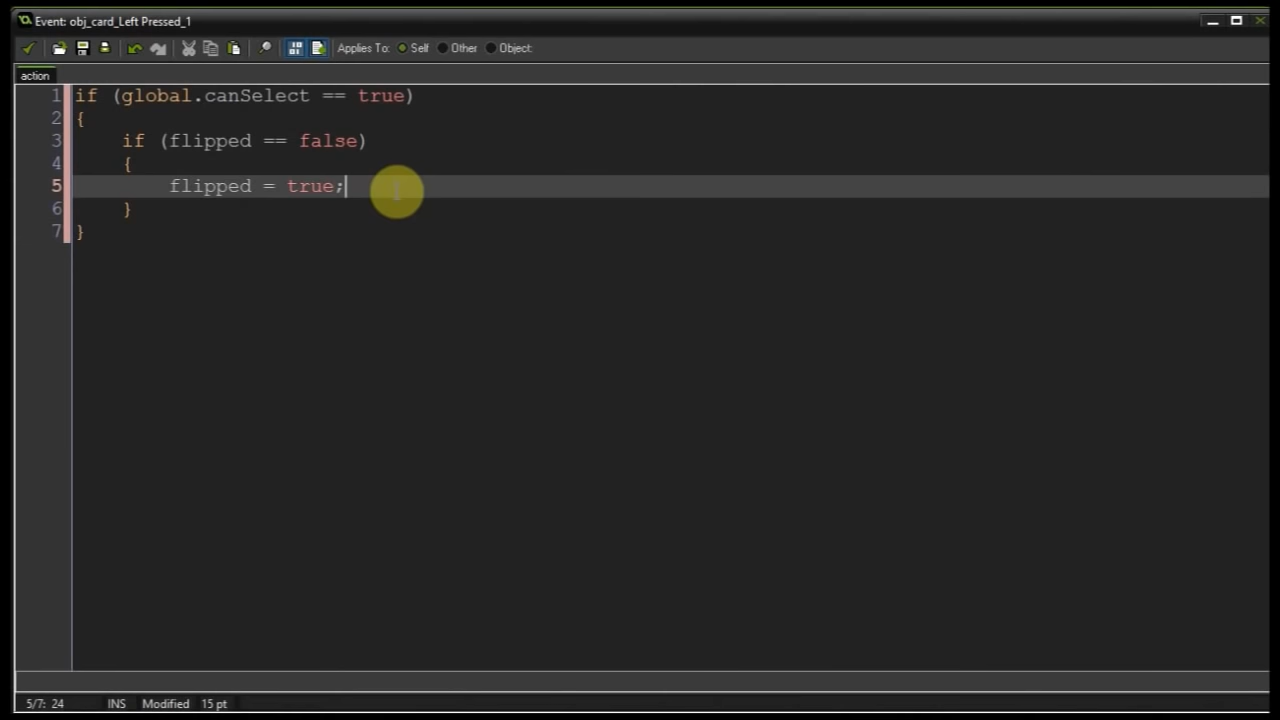 Event: obj_card_Left Pressed_1
Applies To: Self Other Object:
action
1 if (global.canSelect == true)
2 {
3     if (flipped == false)
4     {
5         flipped = true;
6     }
7 }
5/7: 24 INS Modified 15 pt